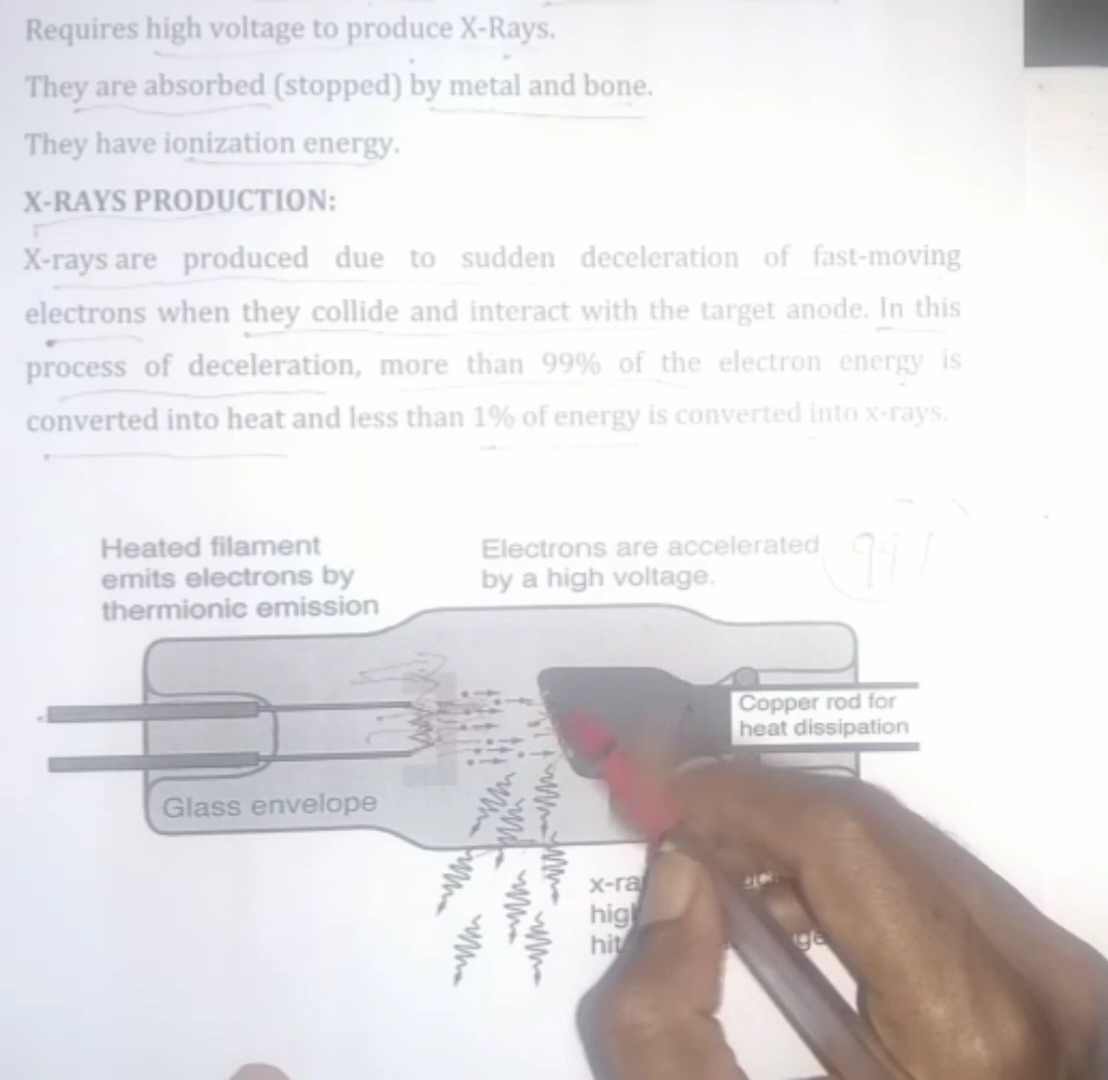 Requires high voltage to produce X-Rays.
They are absorbed (stopped) by metal and bone.
They have ionization energy.
X-RAYS PRODUCTION:
X-rays are produced due to sudden deceleration of fast-moving
electrons when they collide and interact with the target anode. In this
process of deceleration, more than 99% of the electron energy is
converted into heat and less than 1% of energy is converted into x-rays.
Heated filament
emits electrons by
thermionic emission
Electrons are accelerated
by a high voltage.
Copper rod for
heat dissipation
Glass envelope